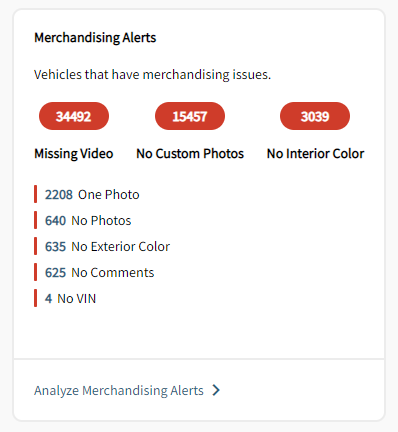 Merchandising Alerts
Vehicles that have merchandising issues.
34492 15457 3039
Missing Video No Custom Photos No Interior Color
2208 One Photo
640 No Photos
635 No Exterior Color
625 No Comments
4 No VIN
Analyze Merchandising Alerts